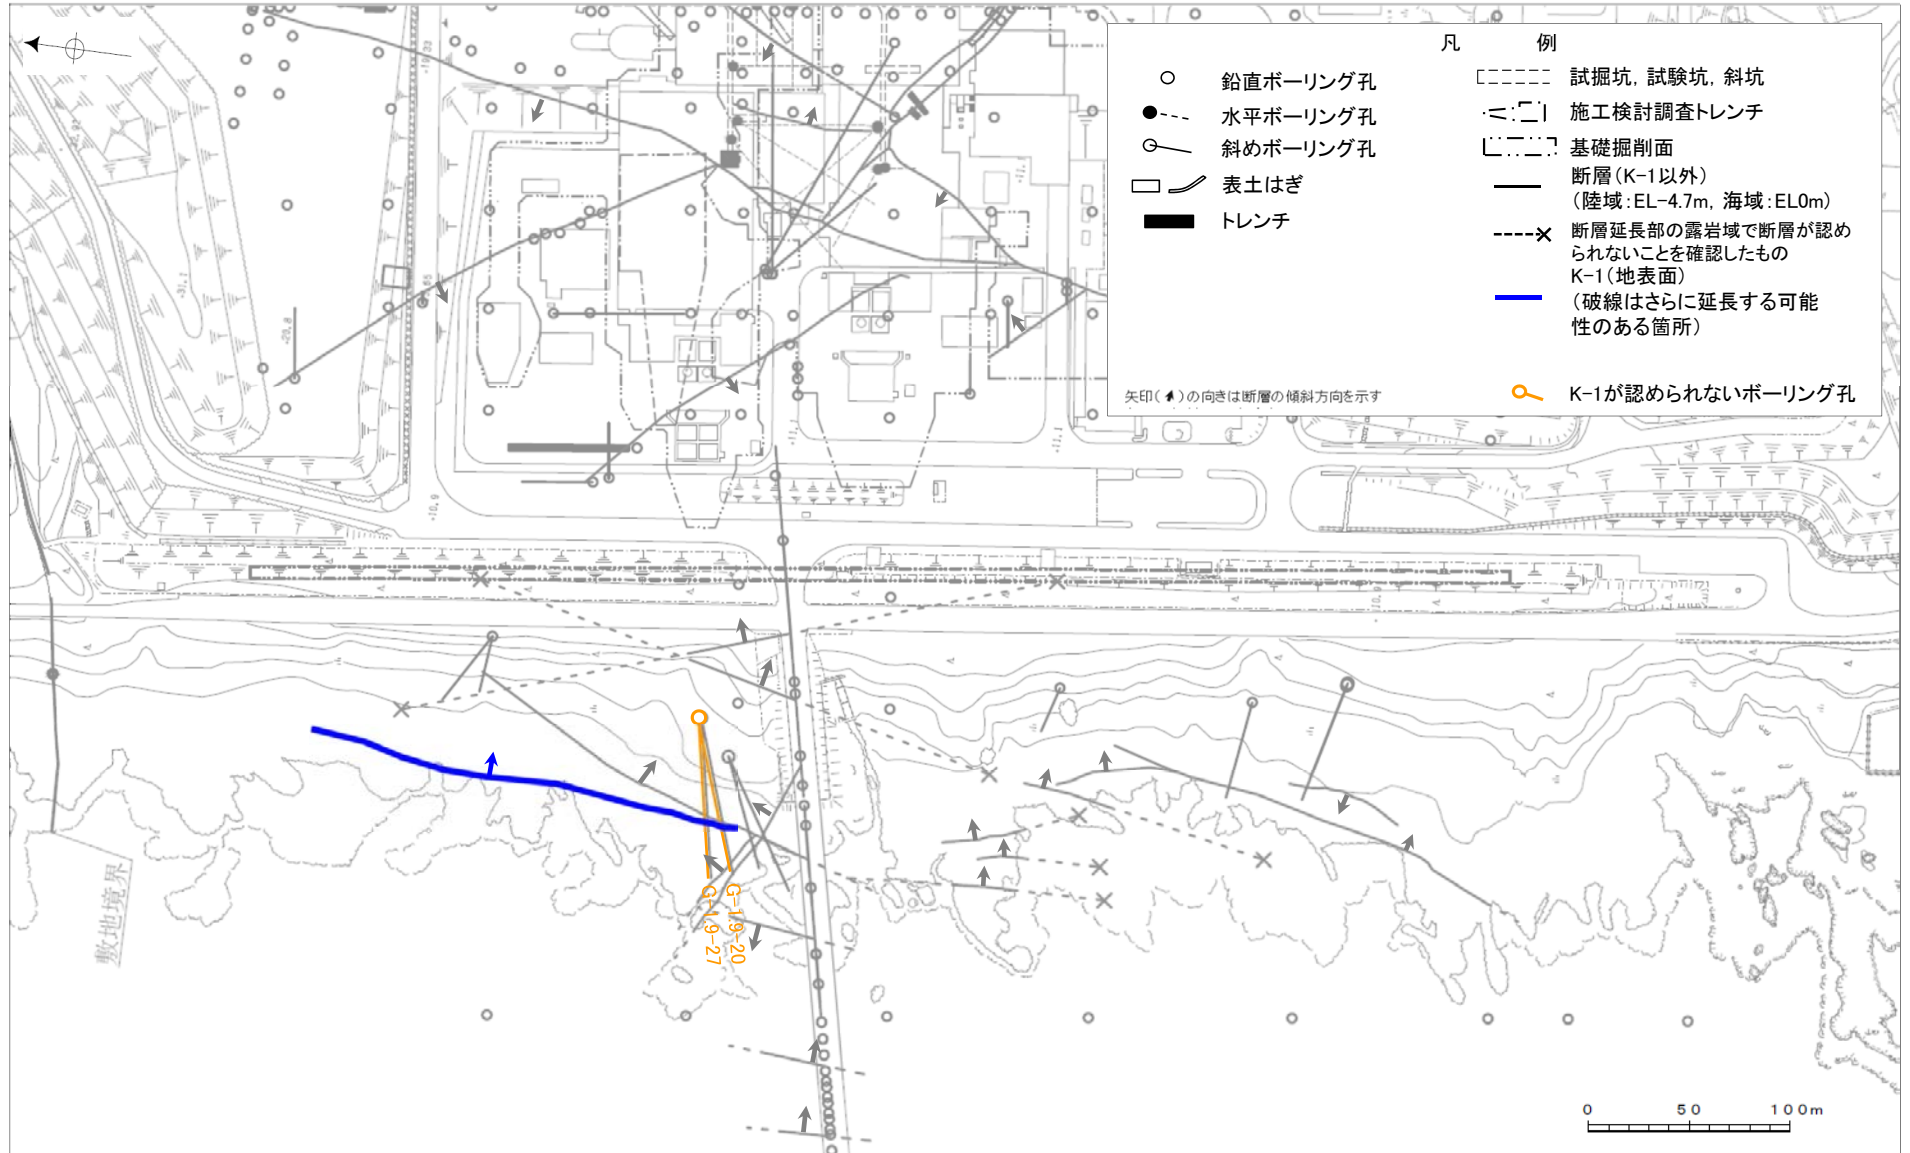 凡 例
鉛直ボーリング孔
水平ボーリング孔
斜めボーリング孔
表土はぎ
トレンチ
試掘坑, 試験坑, 斜坑
施工検討調査トレンチ
基礎掘削面
断層(K-1以外)
(陸域:EL-4.7m, 海域:EL0m)
断層延長部の露岩域で断層が認め
られないことを確認したもの
K-1(地表面)
(破線はさらに延長する可能
性のある箇所)
K-1が認められないボーリング孔
矢印( )の向きは断層の傾斜方向を示す
敷地境界
G-1.9-27
G-1.9-20
0 50 100m